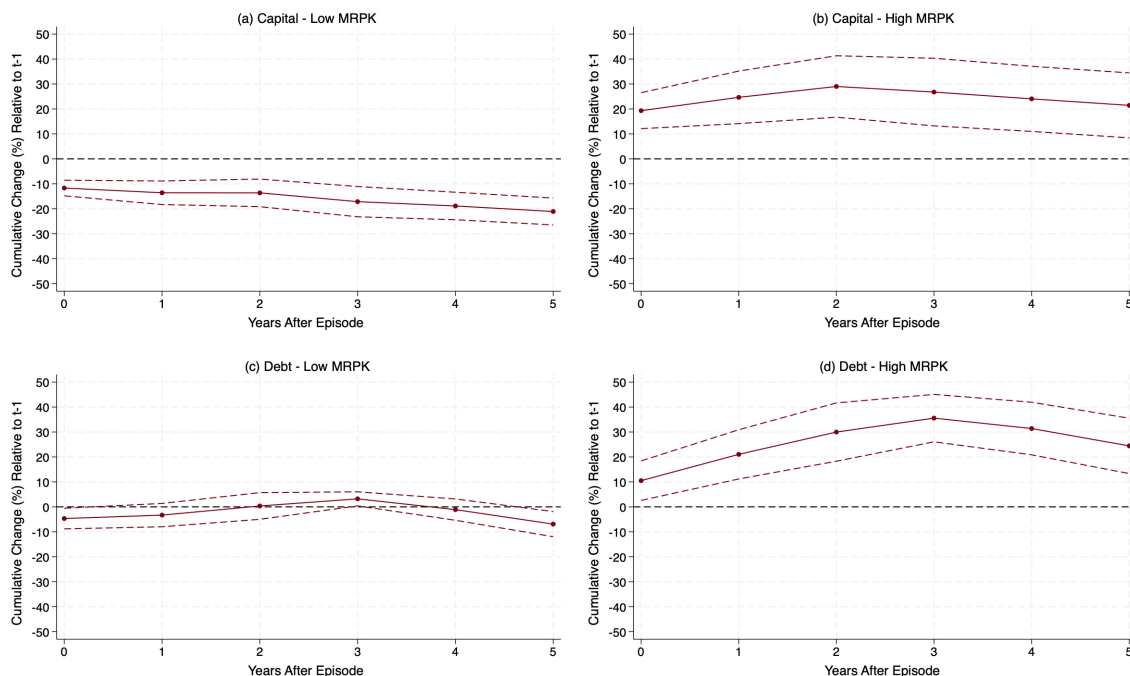 (a) Capital - Low MRPK
Cumulative Change (%) Relative to t-1
50
40
30
20
10
0
-10
-20
-30
-40
-50
0 1 2 3 4 5
Years After Episode
(b) Capital - High MRPK
Cumulative Change (%) Relative to t-1
50
40
30
20
10
0
-10
-20
-30
-40
-50
0 1 2 3 4 5
Years After Episode
(c) Debt - Low MRPK
Cumulative Change (%) Relative to t-1
50
40
30
20
10
0
-10
-20
-30
-40
-50
0 1 2 3 4 5
Years After Episode
(d) Debt - High MRPK
Cumulative Change (%) Relative to t-1
50
40
30
20
10
0
-10
-20
-30
-40
-50
0 1 2 3 4 5
Years After Episode